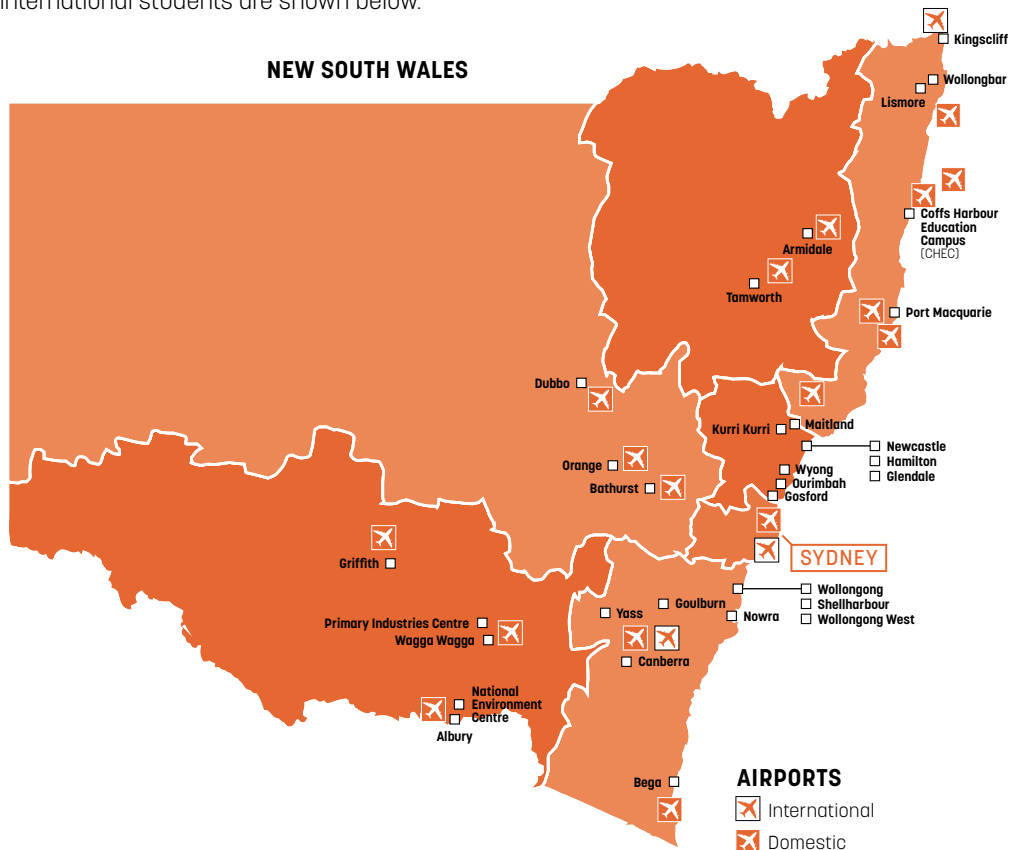 international students are shown below.
NEW SOUTH WALES
Kingscliff
Wollongbar
Lismore
Coffs Harbour
Education
Campus
(CHEC)
Armidale
Tamworth
Port Macquarie
Dubbo
Kurri Kurri
Maitland
Newcastle
Hamilton
Glendale
Orange
Bathurst
Wyong
Ourimbah
Gosford
SYDNEY
Griffith
Wollongong
Shellharbour
Wollongong West
Goulburn
Yass
Nowra
Primary Industries Centre
Wagga Wagga
Canberra
National
Environment
Centre
Albury
Bega
AIRPORTS
International
Domestic